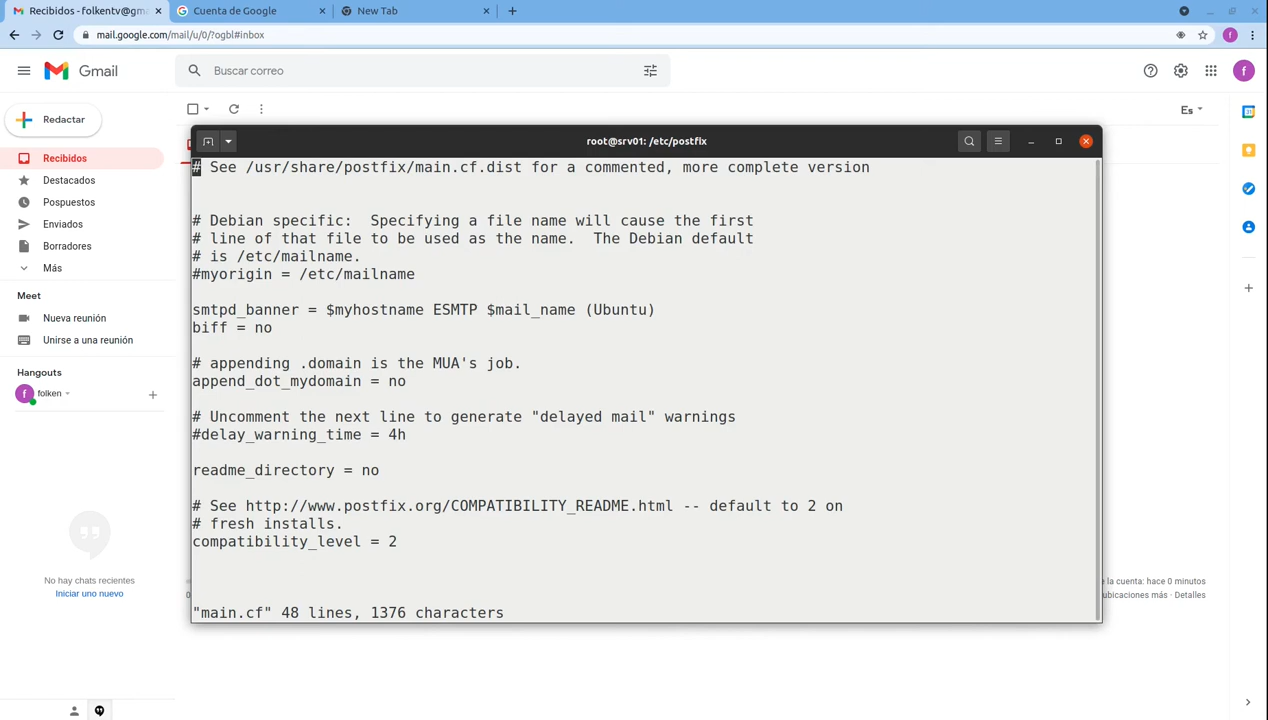 Recibidos - folkentv@gm
Cuenta de Google
New Tab
mail.google.com/mail/u/0/?ogbl#inbox
f
Gmail
Buscar correo
f
Redactar
Es
Recibidos
Destacados
Pospuestos
Enviados
Borradores
Más
Meet
Nueva reunión
Unirse a una reunión
Hangouts
f
folken
No hay chats recientes
Iniciar uno nuevo
root@srv01: /etc/postfix
# See /usr/share/postfix/main.cf.dist for a commented, more complete version
# Debian specific:  Specifying a file name will cause the first
# line of that file to be used as the name.  The Debian default
# is /etc/mailname.
#myorigin = /etc/mailname
smtpd_banner = $myhostname ESMTP $mail_name (Ubuntu)
biff = no
# appending .domain is the MUA's job.
append_dot_mydomain = no
# Uncomment the next line to generate "delayed mail" warnings
#delay_warning_time = 4h
readme_directory = no
# See http://www.postfix.org/COMPATIBILITY_README.html -- default to 2 on
# fresh installs.
compatibility_level = 2
"main.cf" 48 lines, 1376 characters
la cuenta: hace 0 minutos
ubicaciones más · Detalles